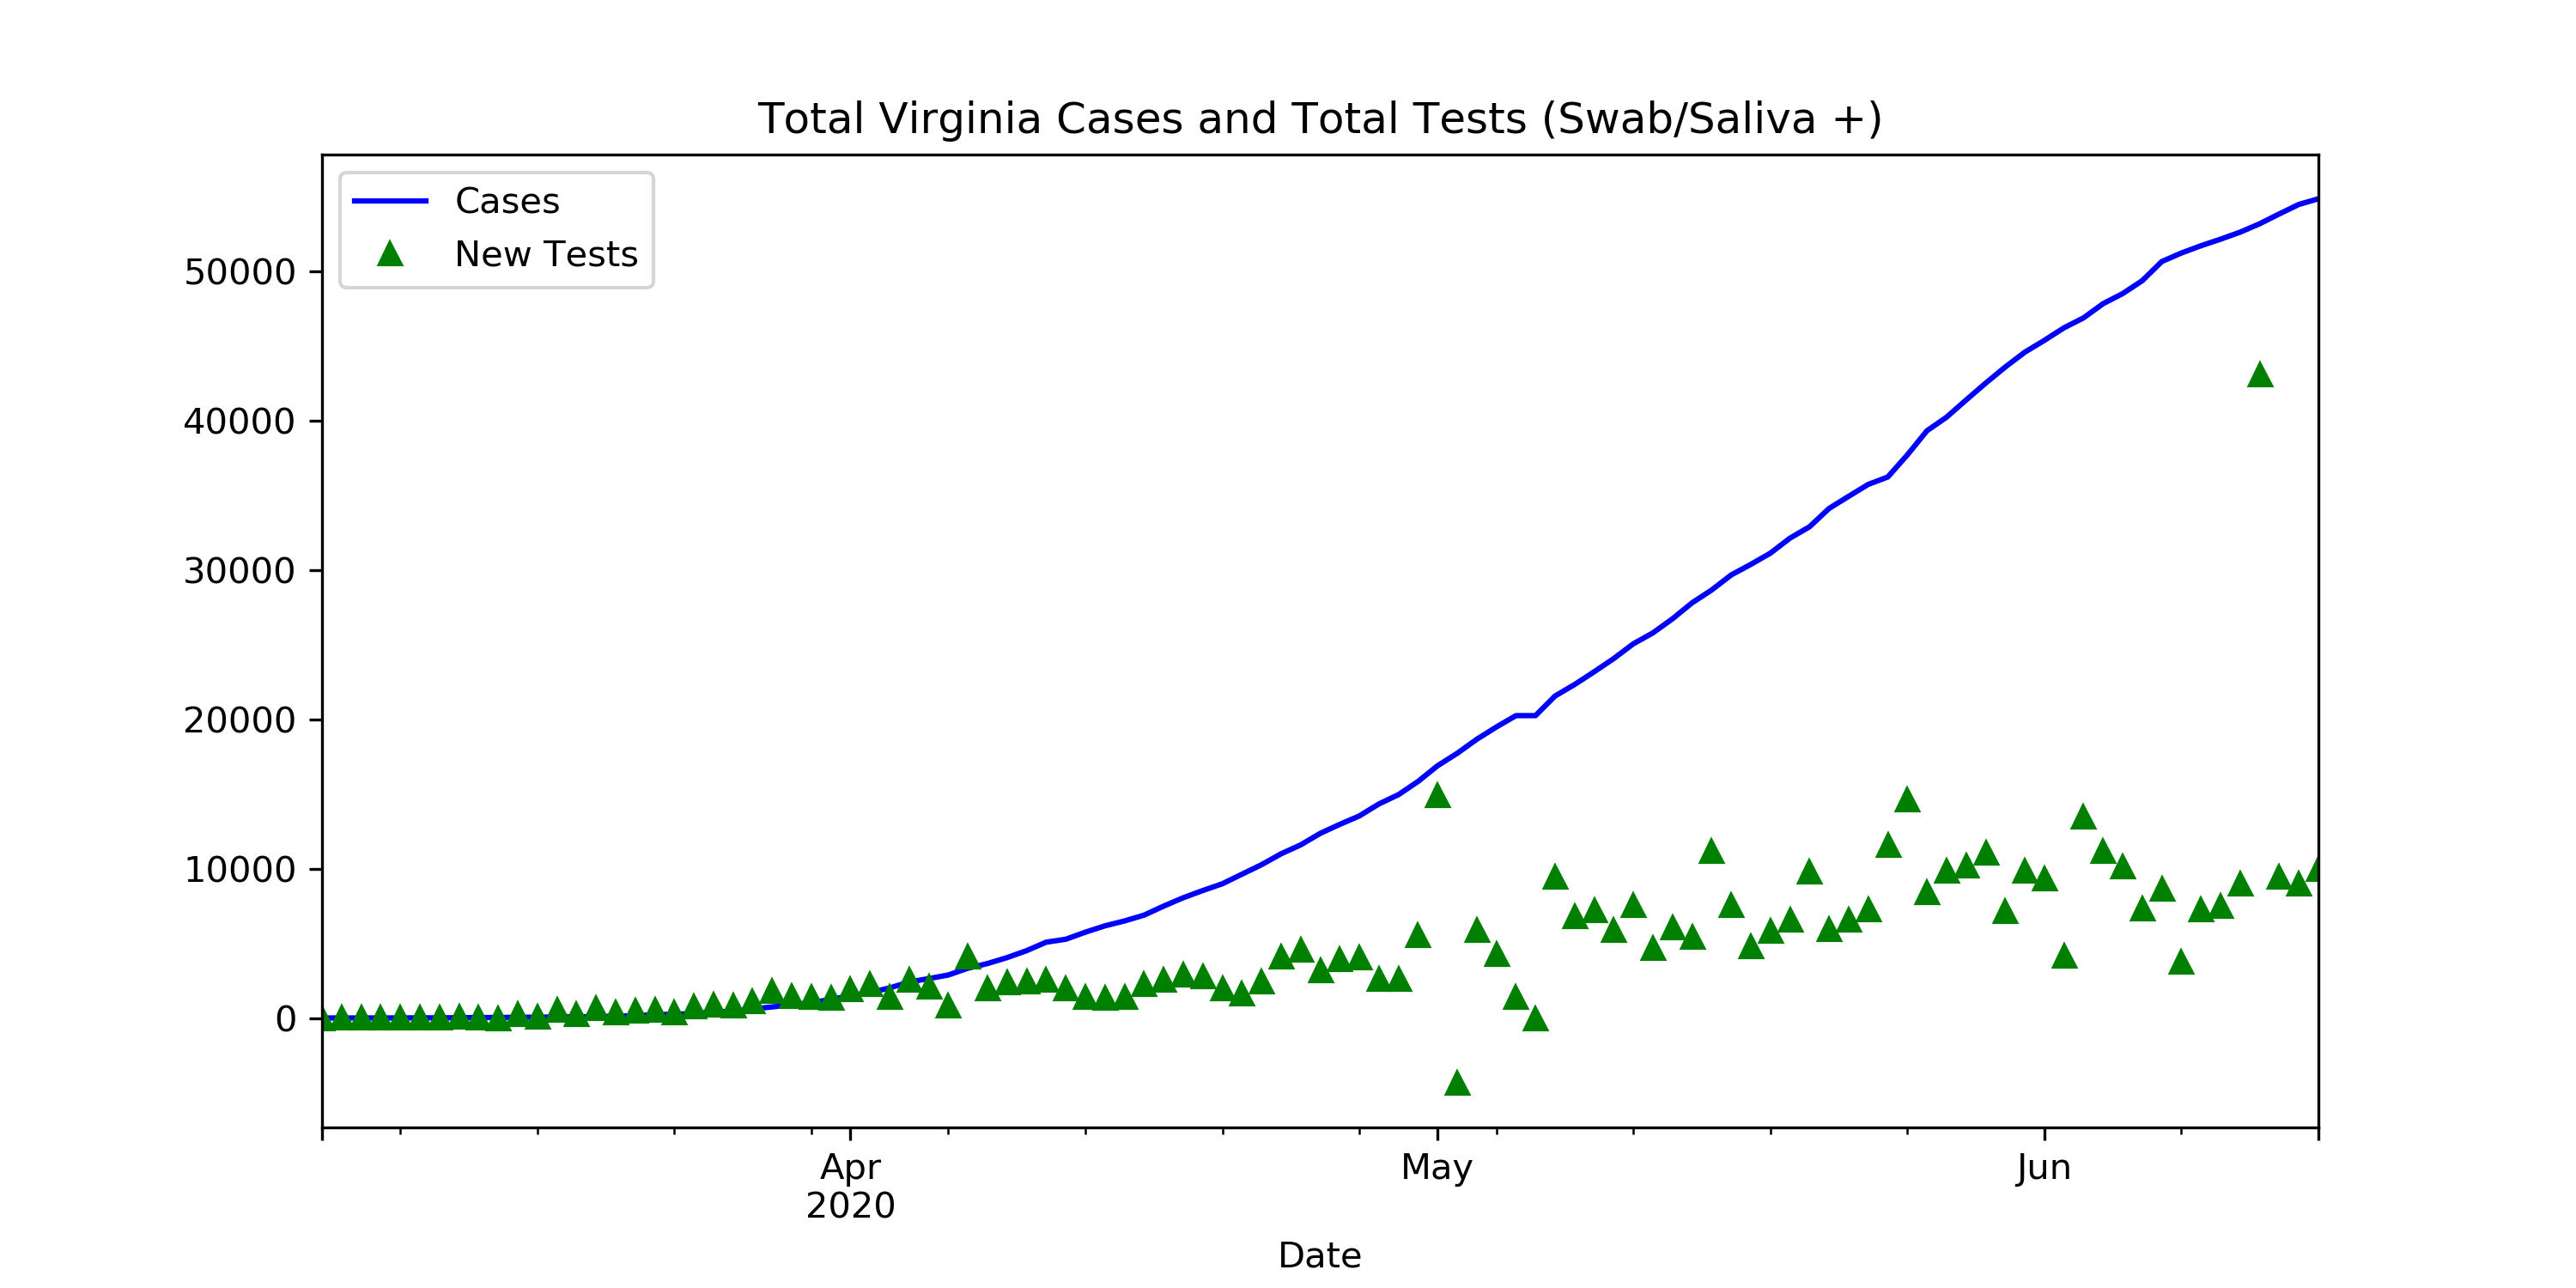 Total Virginia Cases and Total Tests (Swab/Saliva +)
Cases
New Tests
50000
40000
30000
20000
10000
0
Apr
2020
May
Jun
Date